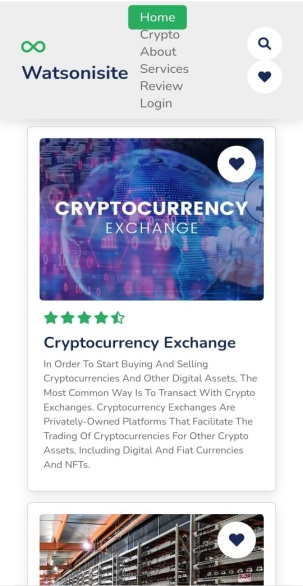 Home
Crypto
About
Watsonisite
Services
Review
Login
CRYPTOCURRENCY
EXCHANGE
Cryptocurrency Exchange
In Order To Start Buying And Selling
Cryptocurrencies And Other Digital Assets, The
Most Common Way Is To Transact With Crypto
Exchanges. Cryptocurrency Exchanges Are
Privately-Owned Platforms That Facilitate The
Trading Of Cryptocurrencies For Other Crypto
Assets, Including Digital And Fiat Currencies
And NFTs.